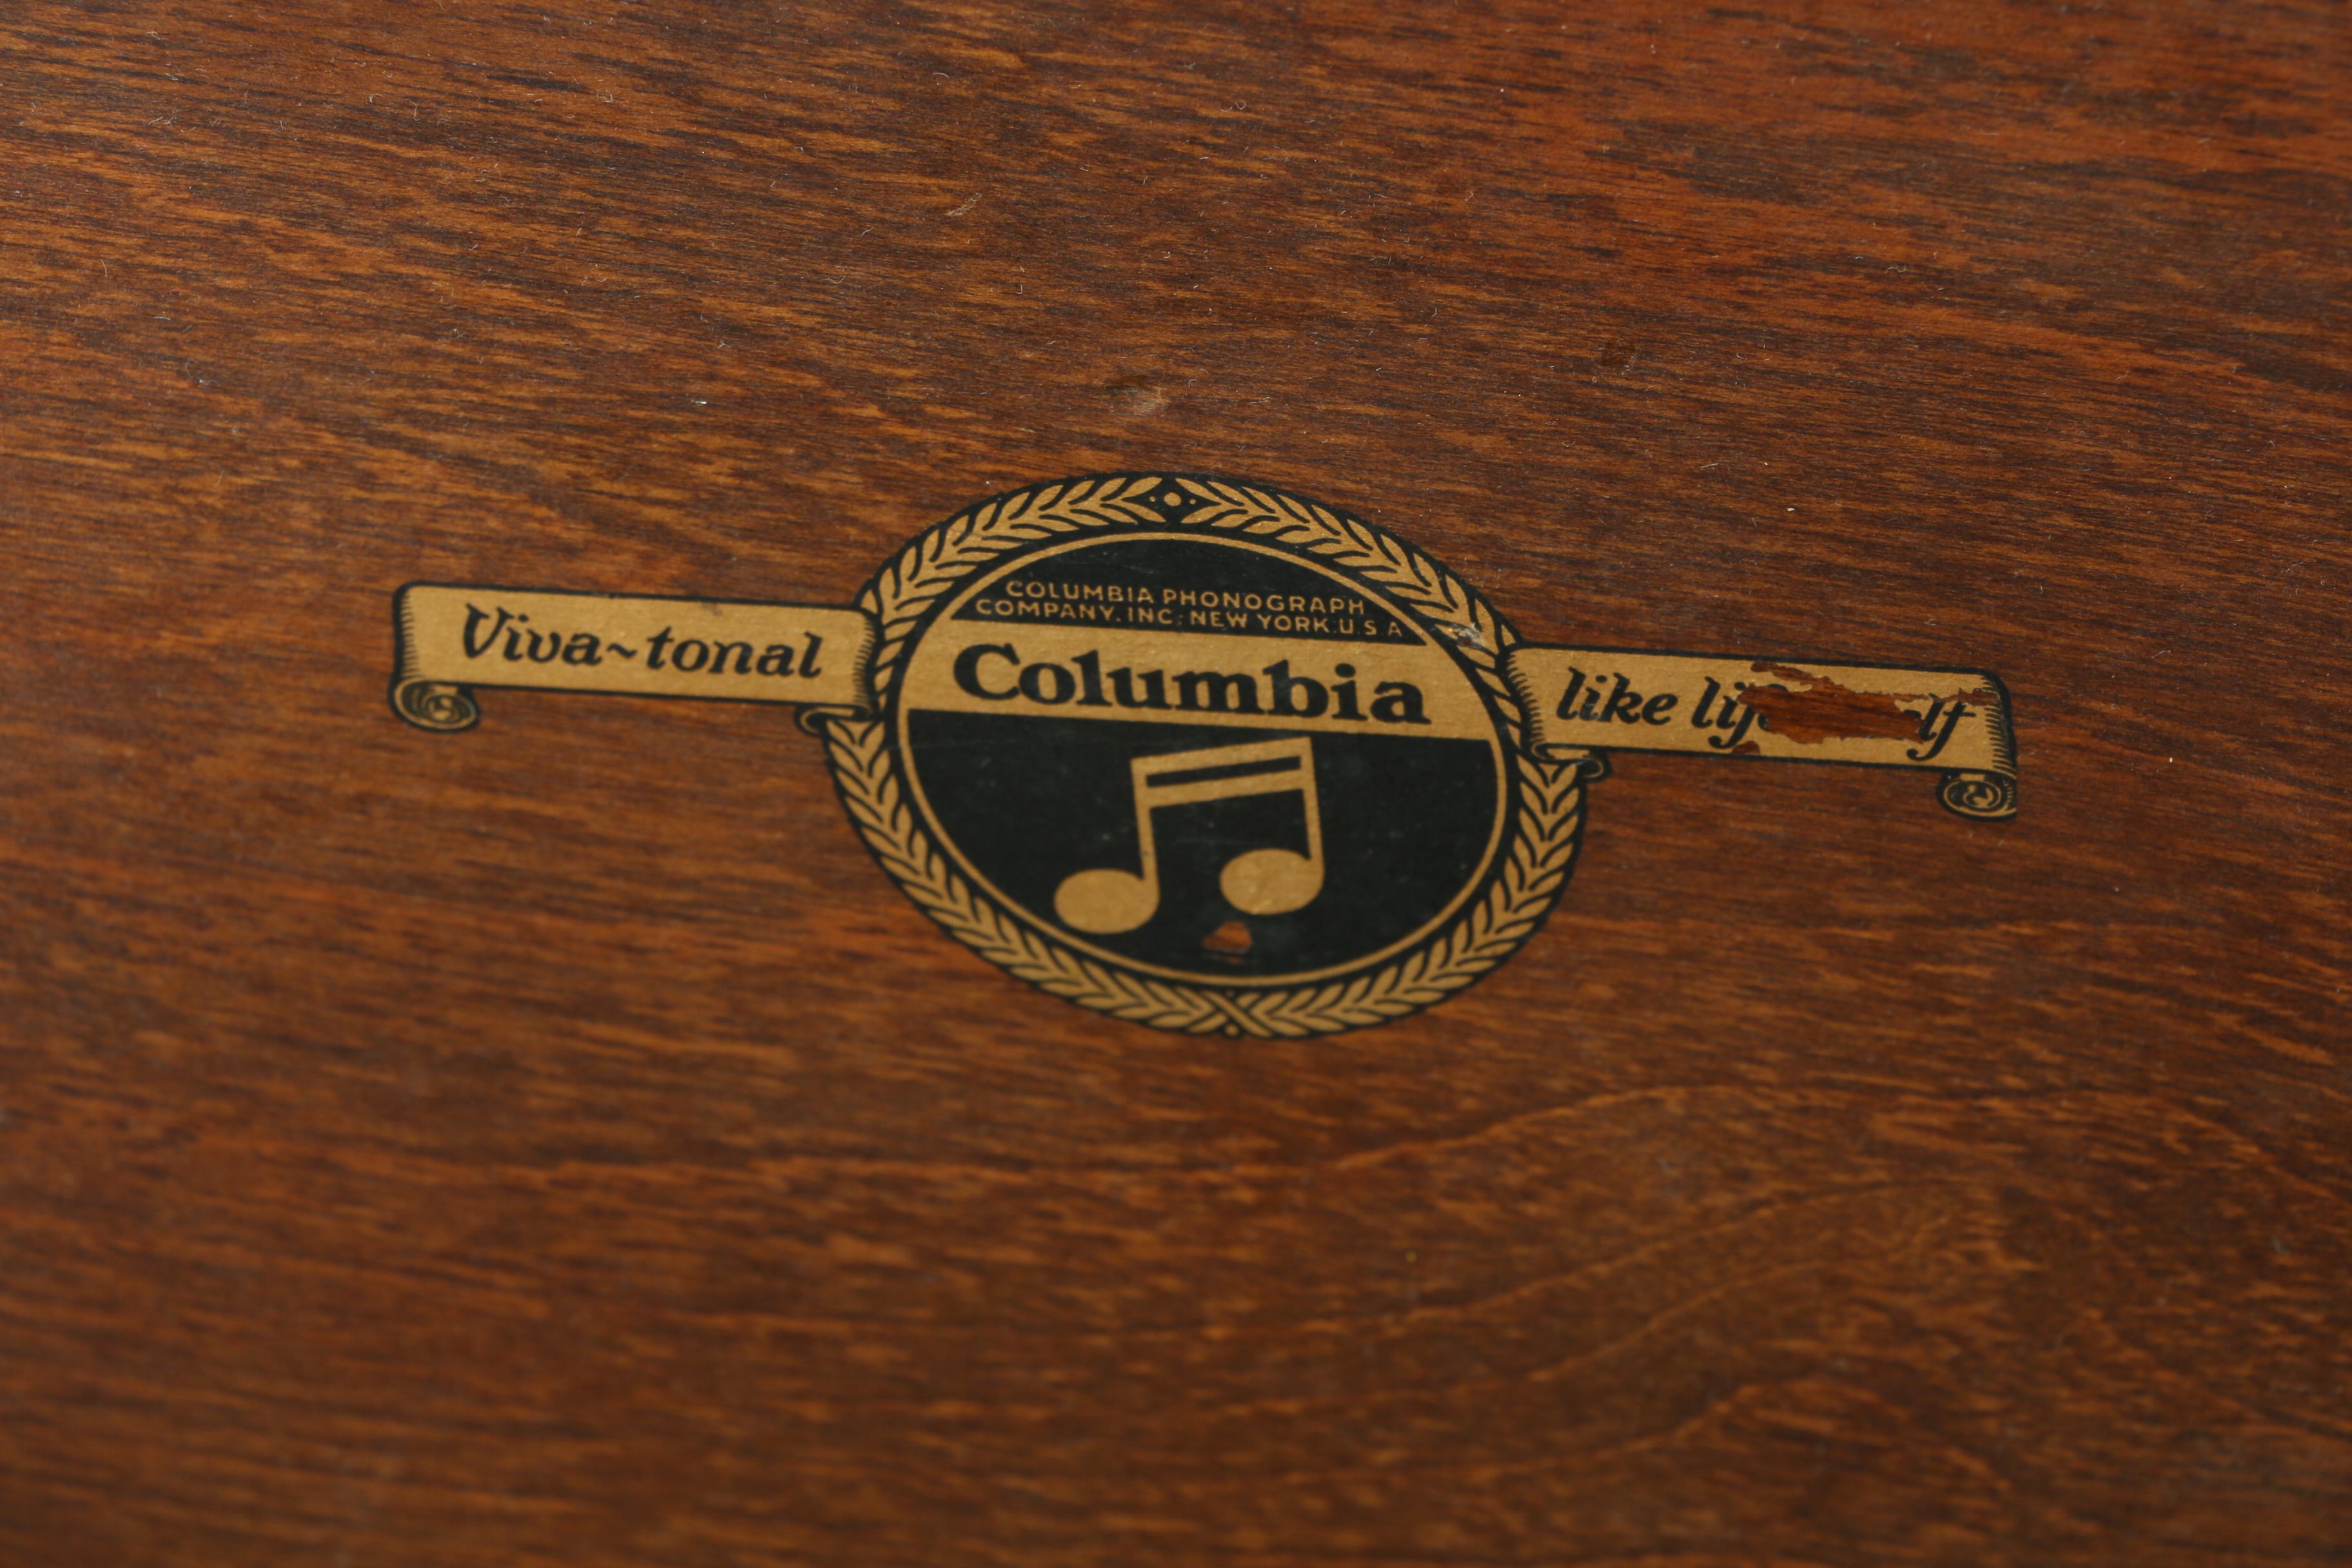 COLUMBIA PHONOGRAPH
COMPANY. INC. NEW YORK.U.S A
Viva~tonal
Columbia
like